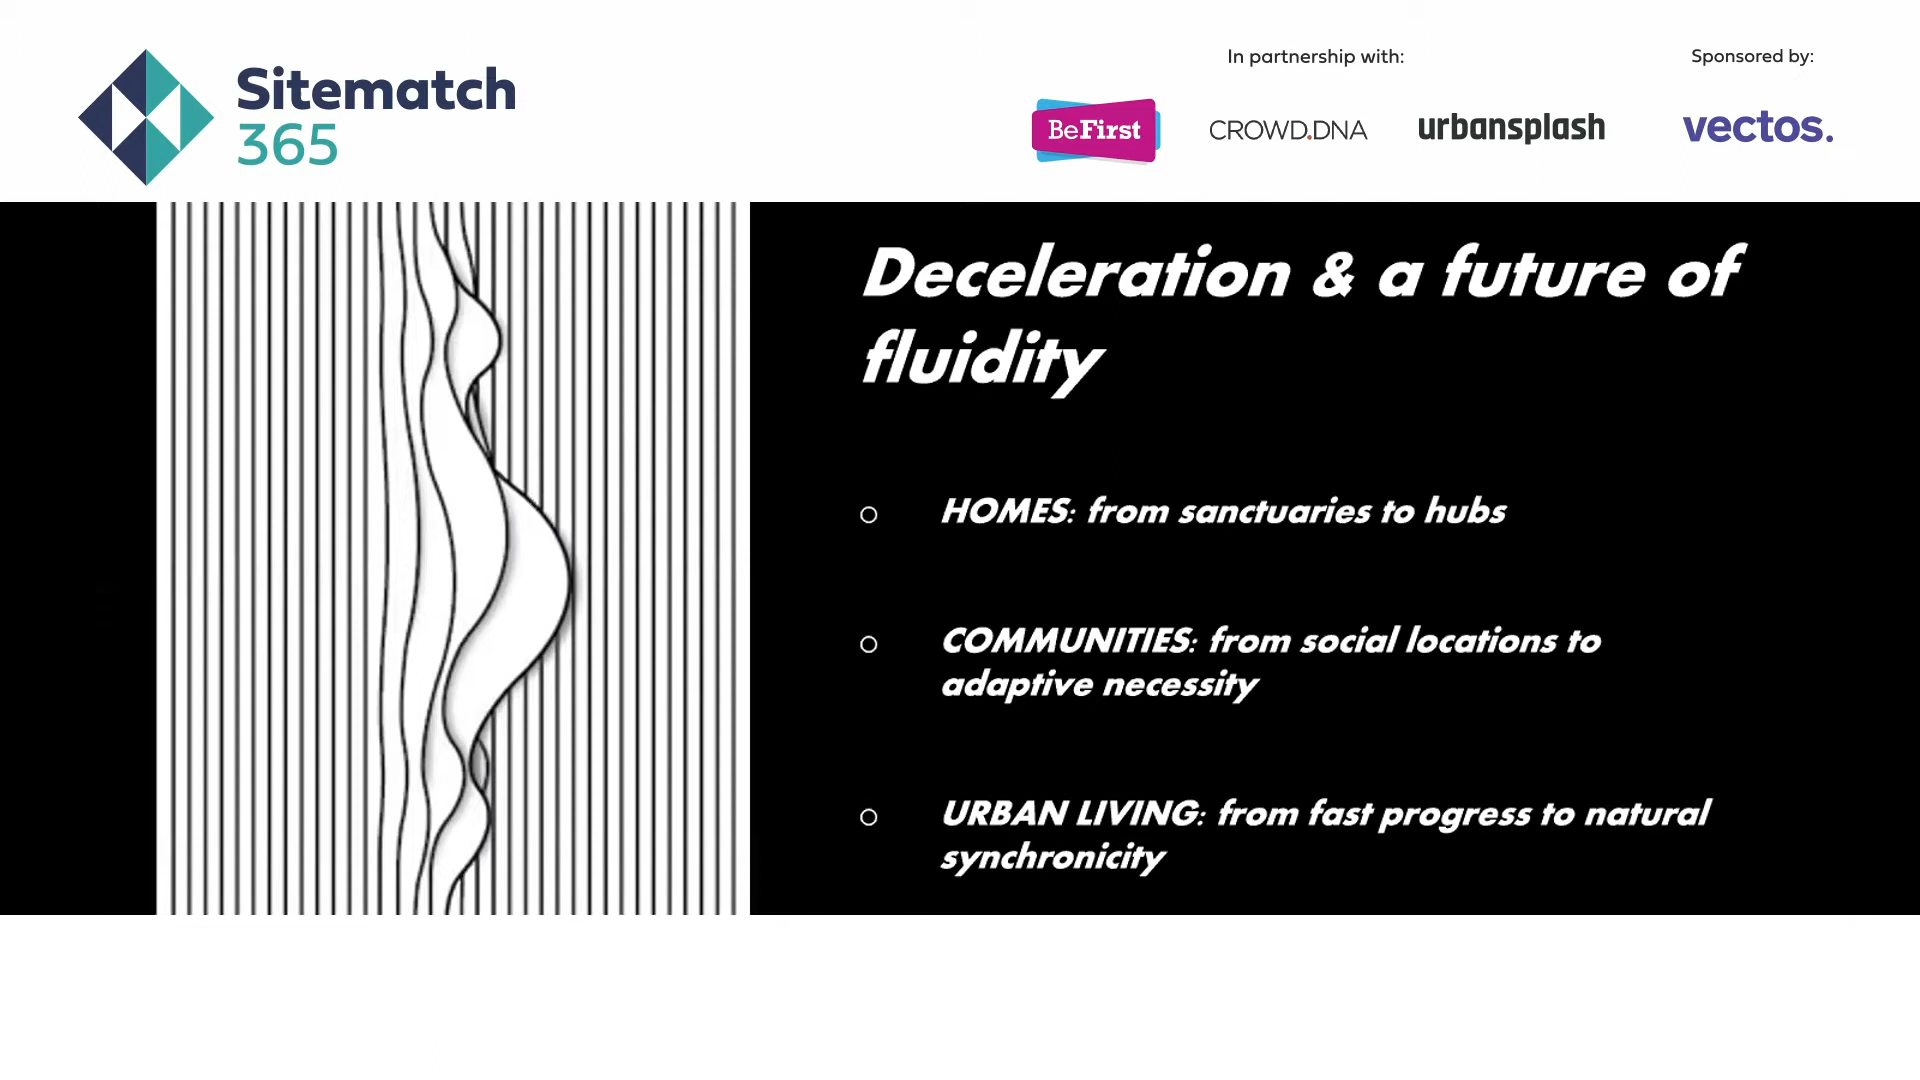 Sitematch
365
In partnership with:
Sponsored by:
BeFirst
CROWD.DNA
urbansplash
vectos.
Deceleration & a future of
fluidity
HOMES: from sanctuaries to hubs
COMMUNITIES: from social locations to
adaptive necessity
URBAN LIVING: from fast progress to natural
synchronicity